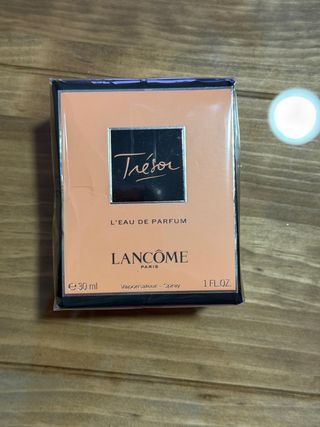 Trésor
L'EAU DE PARFUM
LANCÔME
PARIS
℮ 30 ml Vaporisateur - Spray 1 FL.OZ.